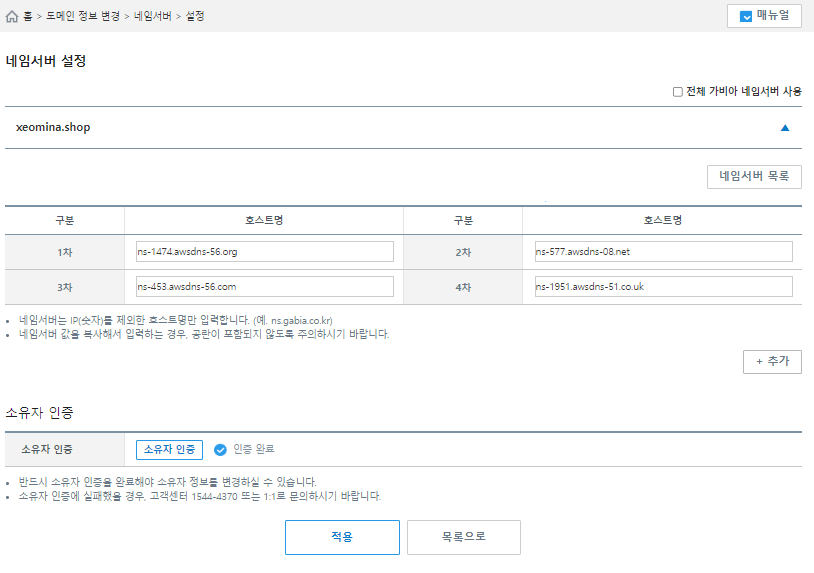 홈 > 도메인 정보 변경 > 네임서버 > 설정
매뉴얼
네임서버 설정
전체 가비아 네임서버 사용
xeomina.shop
네임서버 목록
구분 호스트명 구분 호스트명
1차 ns-1474.awsdns-56.org 2차 ns-577.awsdns-08.net
3차 ns-453.awsdns-56.com 4차 ns-1951.awsdns-51.co.uk
네임서버는 IP(숫자)를 제외한 호스트명만 입력합니다. (예. ns.gabia.co.kr)
네임서버 값을 복사해서 입력하는 경우, 공란이 포함되지 않도록 주의하시기 바랍니다.
+ 추가
소유자 인증
소유자 인증 소유자 인증 인증 완료
반드시 소유자 인증을 완료해야 소유자 정보를 변경하실 수 있습니다.
소유자 인증에 실패했을 경우, 고객센터 1544-4370 또는 1:1로 문의하시기 바랍니다.
적용 목록으로